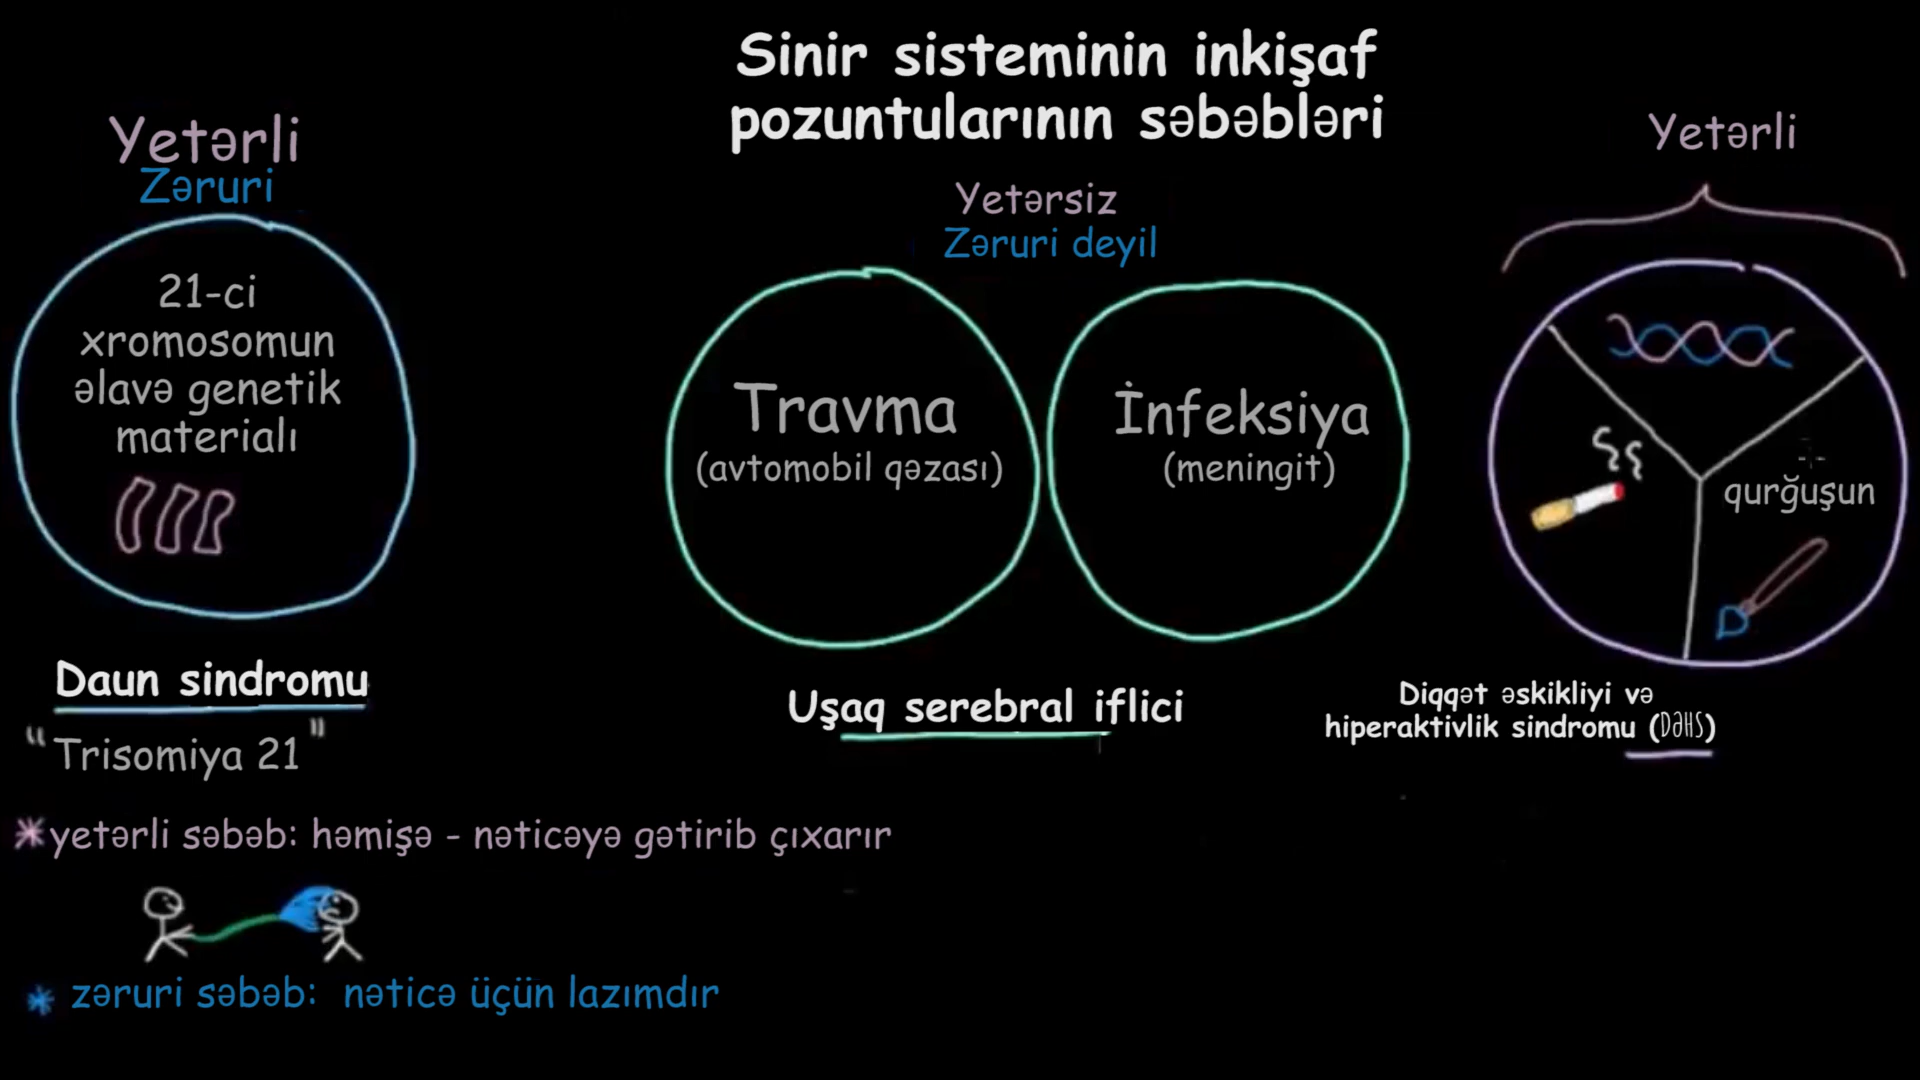 Sinir sisteminin inkişaf
pozuntularının səbəbləri
Yetərli
Zəruri
21-ci
xromosomun
əlavə genetik
materialı
Daun sindromu
"Trisomiya 21"
Yetərsiz
Zəruri deyil
Travma
(avtomobil qəzası)
İnfeksiya
(meningit)
Uşaq serebral iflici
Yetərli
qurğuşun
Diqqət əskikliyi və
hiperaktivlik sindromu (DƏHS)
*yetərli səbəb: həmişə - nəticəyə gətirib çıxarır
* zəruri səbəb: nəticə üçün lazımdır